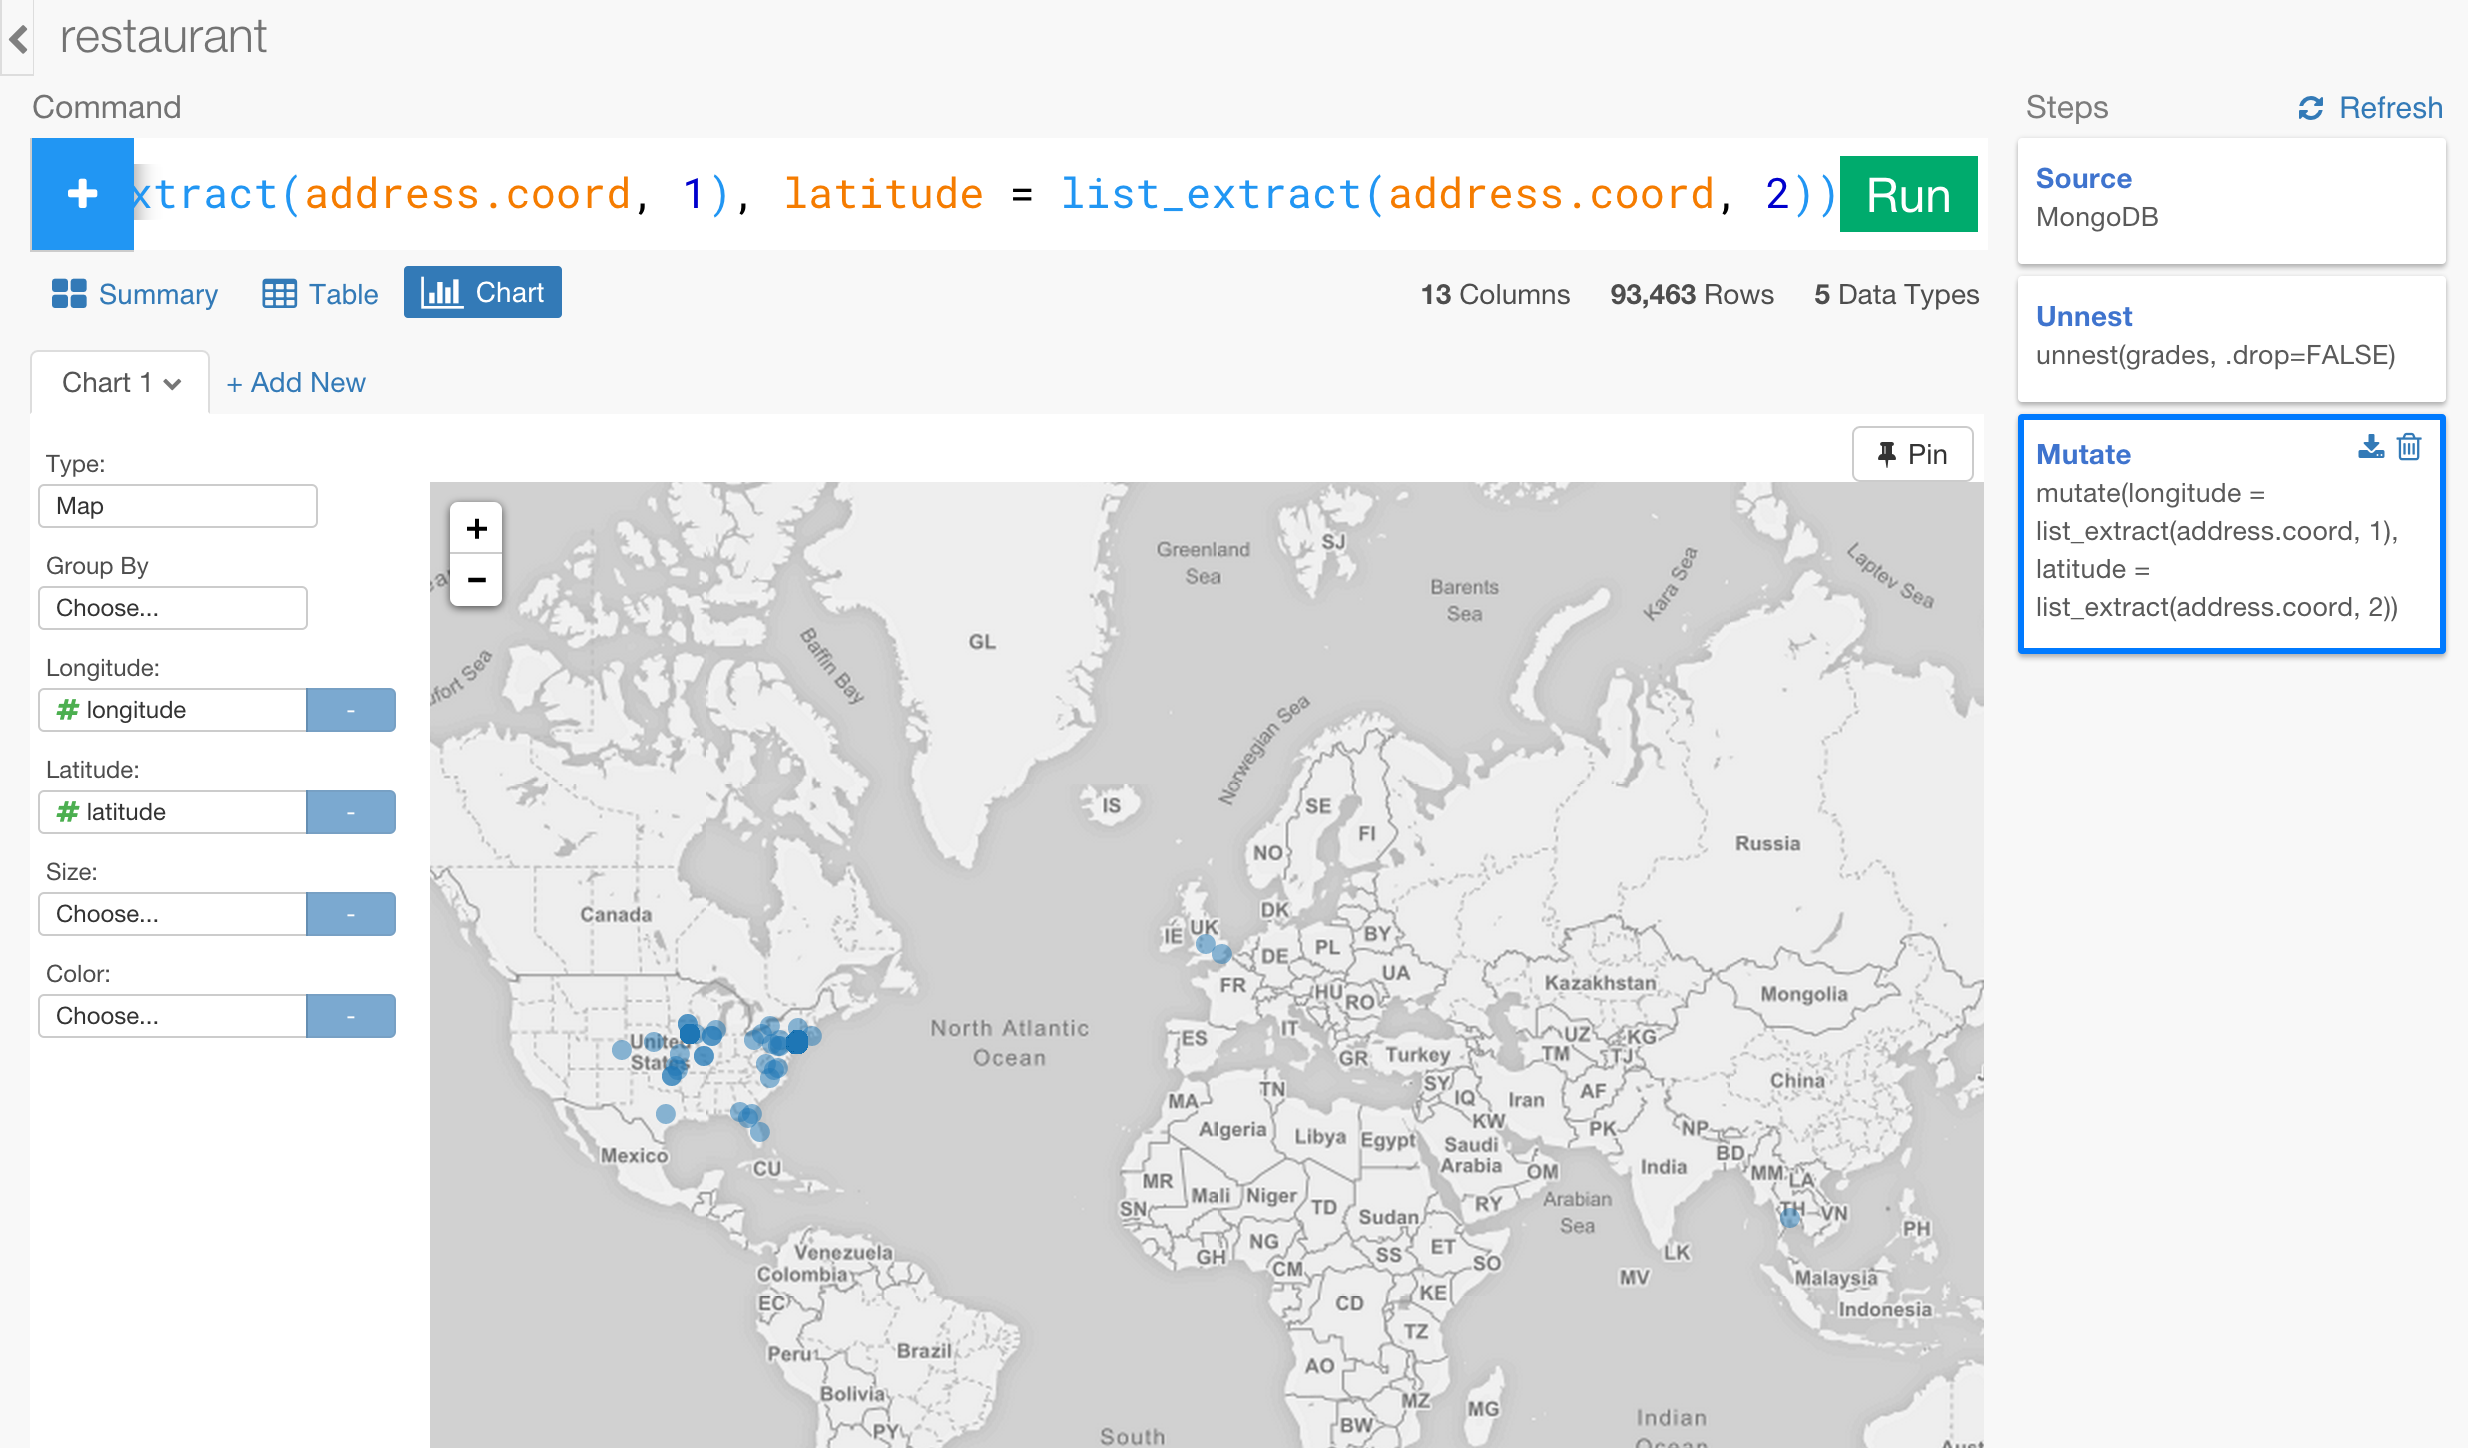 restaurant
Command
Steps
Refresh
xtract(address.coord, 1), latitude = list_extract(address.coord, 2))
Run
Source
MongoDB
Summary
Table
Chart
13 Columns
93,463 Rows
5 Data Types
Unnest
unnest(grades, .drop=FALSE)
Chart 1
+ Add New
Pin
Mutate
mutate(longitude =
list_extract(address.coord, 1),
latitude =
list_extract(address.coord, 2))
Type:
Map
Group By
Choose...
Longitude:
# longitude
-
Latitude:
# latitude
-
Size:
Choose...
-
Color:
Choose...
-
+
−
Greenland
Sea
SJ
Barents
Sea
Kara Sea
Laptev Sea
Baffin Bay
GL
Norwegian Sea
IS
SE
FI
NO
Russia
Canada
DK
IE
UK
BY
PL
DE
UA
FR
HU
RO
Kazakhstan
Mongolia
United
States
North Atlantic
Ocean
ES
IT
GR
Turkey
UZ
KG
TM
TJ
China
TN
SY
IQ
Iran
AF
MA
KW
PK
NP
Algeria
Libya
Egypt
Saudi
Arabia
OM
India
BD
MM
LA
Mexico
CU
MR
Mali
Niger
TD
Sudan
RY
Arabian
Sea
TH
VN
SN
PH
NG
GH
CM
SS
ET
SO
LK
MV
Malaysia
Indonesia
Venezuela
Colombia
EC
CD
KE
TZ
Peru
Brazil
AO
Bolivia
MZ
MG
PY
BW
South
Indian
Ocean